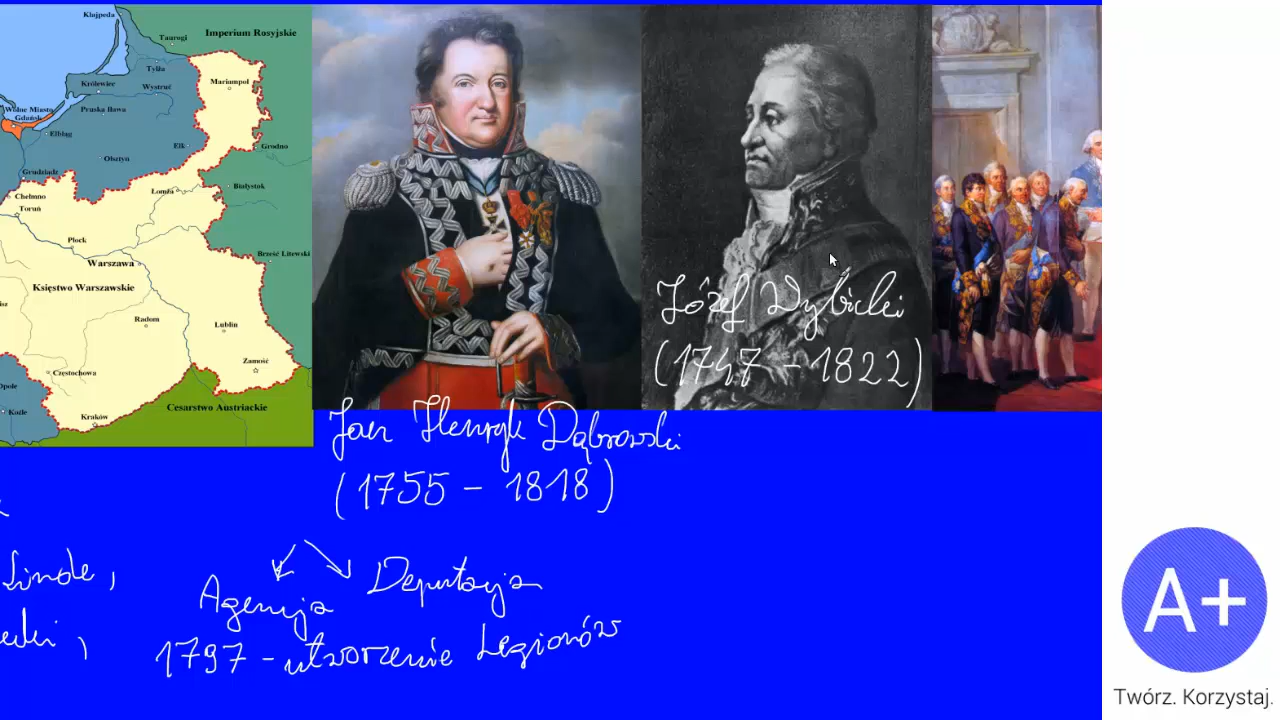 Kłajpeda
Taurogi
Imperium Rosyjskie
Tylża
Mariampol
Królewiec
Wystruć
Wolne Miasto
Gdańsk
Pruska Iława
Elbląg
Ełk
Grodno
Olsztyn
Grudziądz
Białystok
Łomża
Chełmno
Toruń
Płock
Brześć Litewski
Warszawa
Księstwo Warszawskie
Radom
Lublin
Zamość
Częstochowa
Opole
Koźle
Kraków
Cesarstwo Austriackie
Józef Wybicki
(1747 - 1822)
Jan Henryk Dąbrowski
(1755 - 1818)
Linde,
Agencja
Deputacja
1797 - utworzenie Legionów
A+
Twórz. Korzystaj.